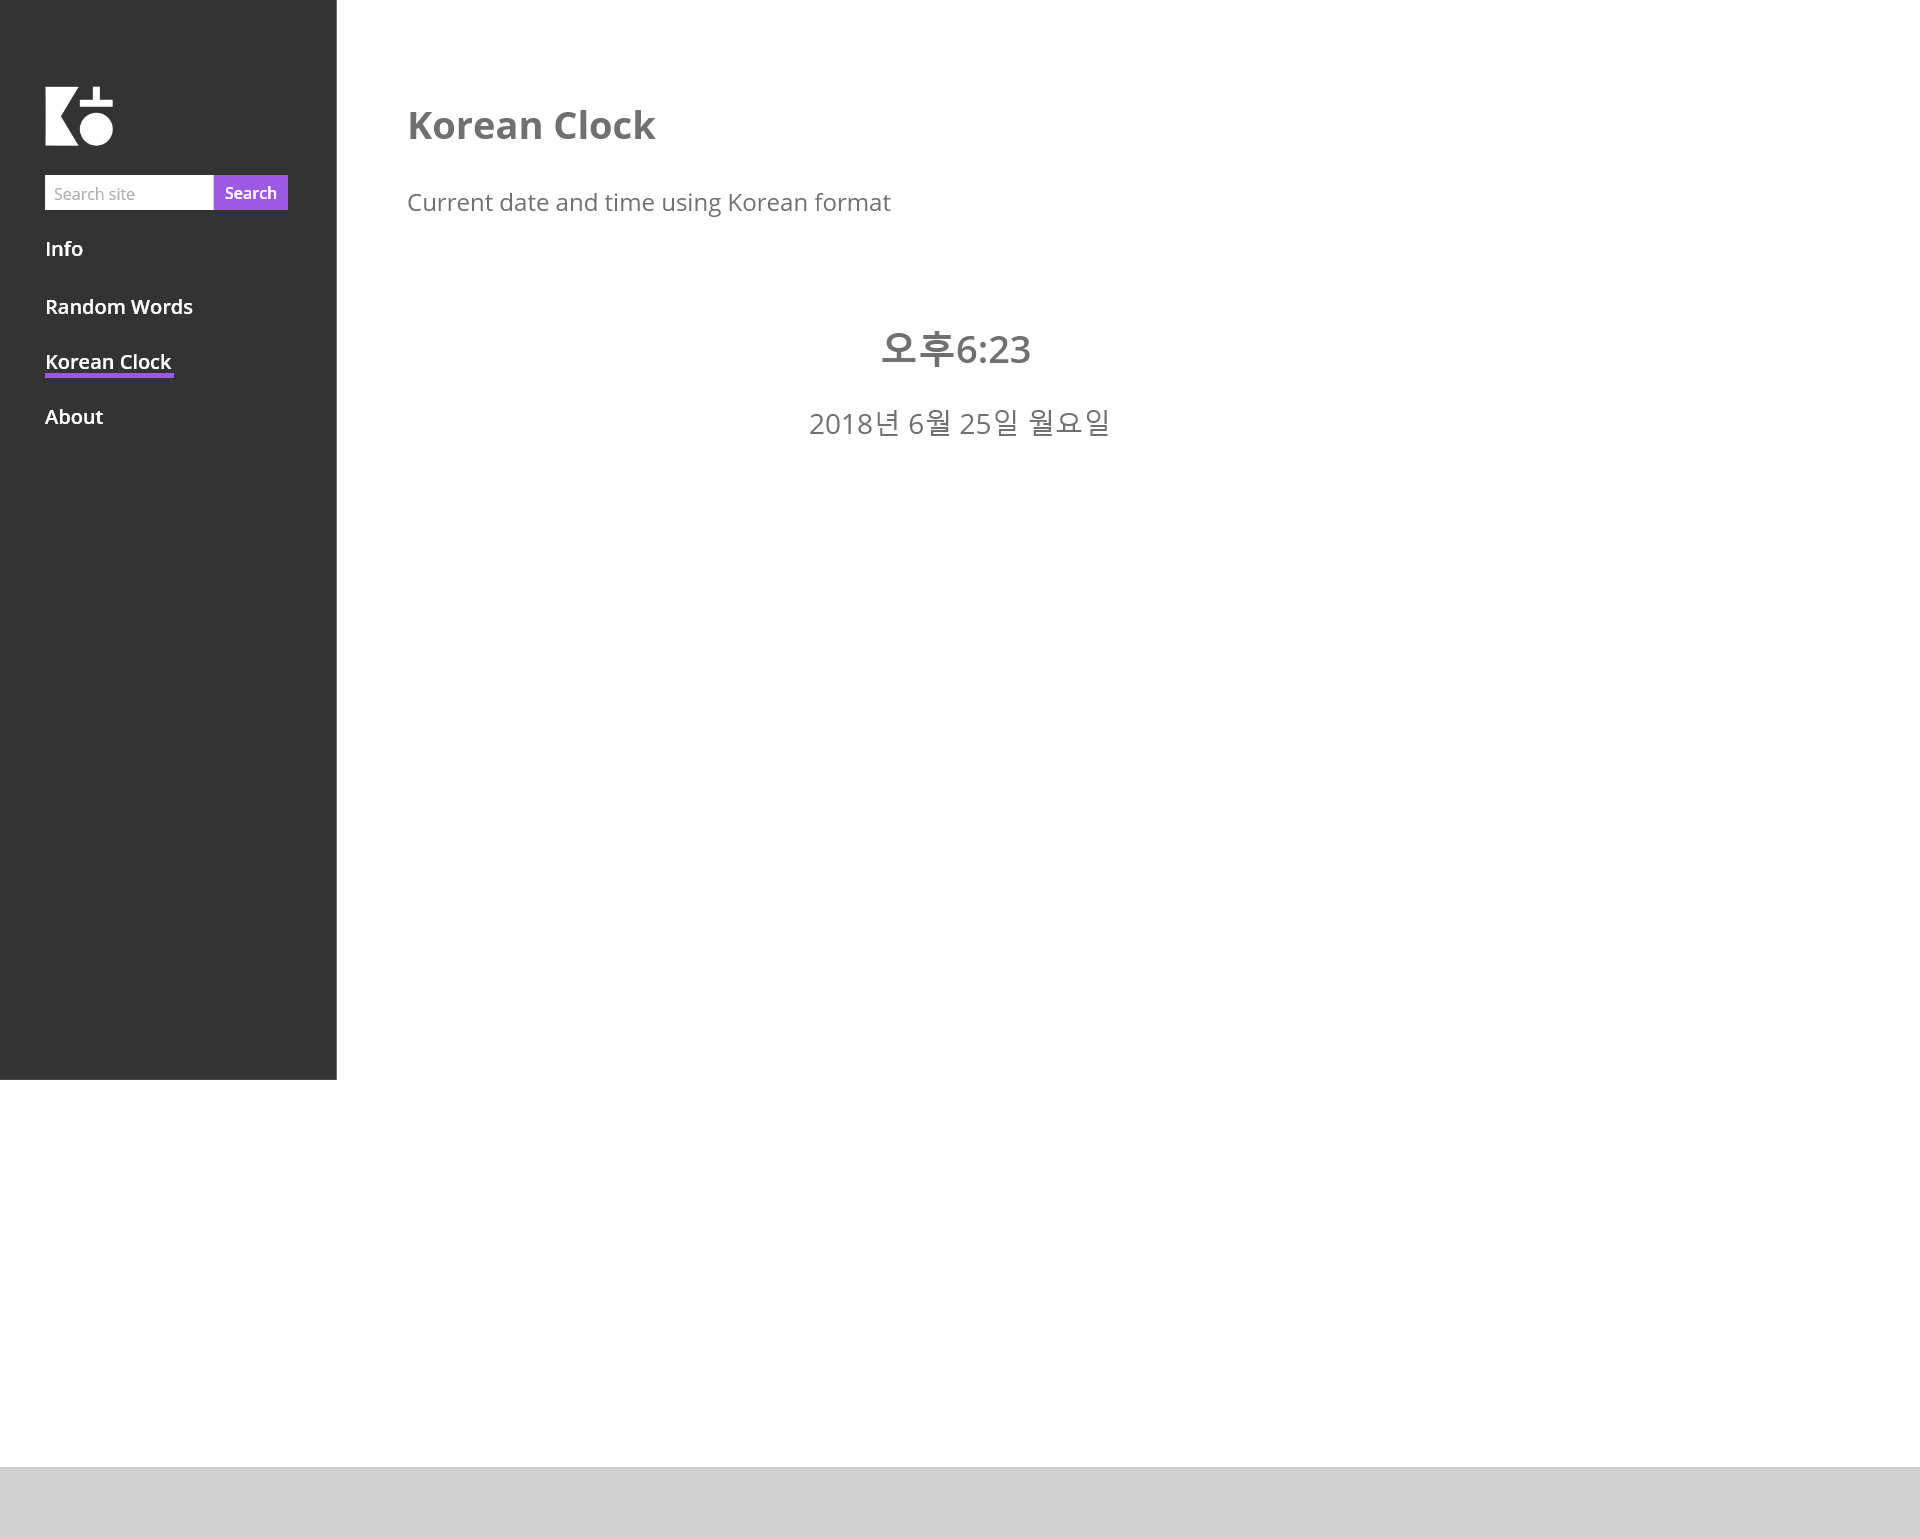 Search site Search
Info
Random Words
Korean Clock
About
Korean Clock
Current date and time using Korean format
오후6:23
2018년 6월 25일 월요일